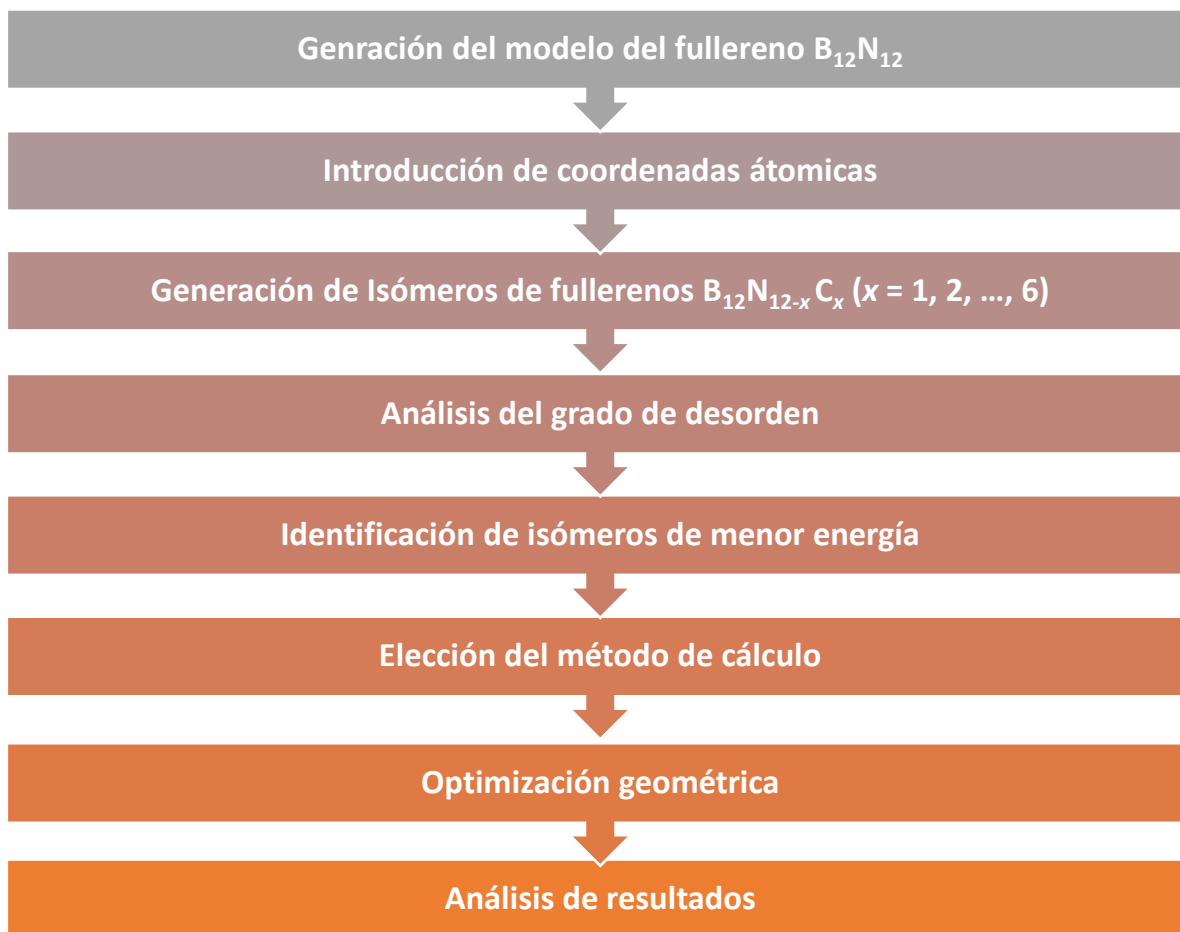 Genración del modelo del fullereno B₁₂N₁₂
Introducción de coordenadas átomicas
Generación de Isómeros de fullerenos B₁₂N₁₂₋ₓ Cₓ (x = 1, 2, ..., 6)
Análisis del grado de desorden
Identificación de isómeros de menor energía
Elección del método de cálculo
Optimización geométrica
Análisis de resultados